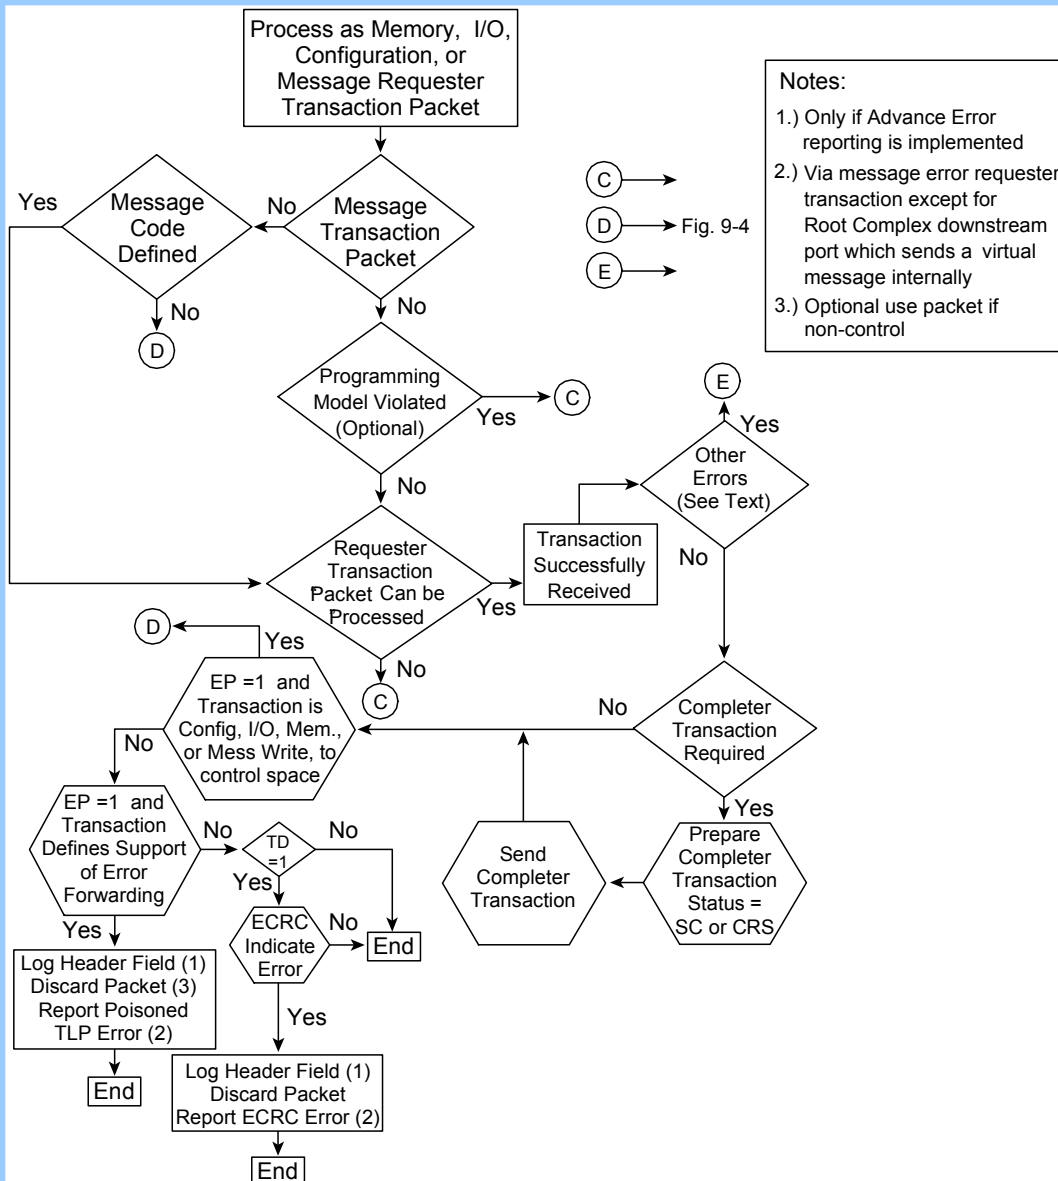 Process as Memory, I/O,
Configuration, or
Message Requester
Transaction Packet
Notes:
1.) Only if Advance Error
reporting is implemented
2.) Via message error requester
transaction except for
Root Complex downstream
port which sends a virtual
message internally
3.) Optional use packet if
non-control
C
D
Fig. 9-4
E
Yes
Message
Code
Defined
No
Message
Transaction
Packet
No
D
No
Programming
Model Violated
(Optional)
Yes
C
No
E
Yes
Other
Errors
(See Text)
No
Requester
Transaction
Packet Can be
Processed
Yes
Transaction
Successfully
Received
No
C
D
Yes
EP =1 and
Transaction is
Config, I/O, Mem.,
or Mess Write, to
control space
No
No
Completer
Transaction
Required
Yes
Prepare
Completer
Transaction
Status =
SC or CRS
Send
Completer
Transaction
EP =1 and
Transaction
Defines Support
of Error
Forwarding
No
TD
=1
No
Yes
Yes
ECRC
Indicate
Error
No
End
Yes
Log Header Field (1)
Discard Packet (3)
Report Poisoned
TLP Error (2)
End
Log Header Field (1)
Discard Packet
Report ECRC Error (2)
End